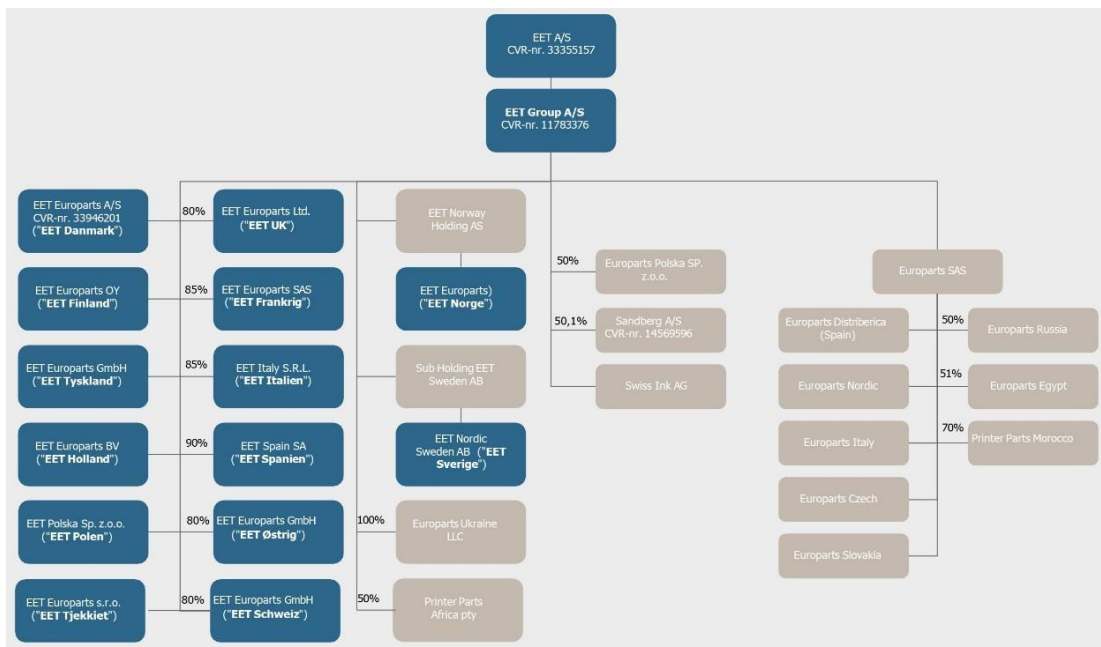 EET A/S
CVR-nr. 33355157
EET Group A/S
CVR-nr. 11783376
EET Europarts A/S
CVR-nr. 33946201
("EET Danmark")
80%
EET Europarts Ltd.
("EET UK")
EET Norway
Holding AS
50%
Europarts Polska SP.
z.o.o.
Europarts SAS
EET Europarts OY
("EET Finland")
85%
EET Europarts SAS
("EET Frankrig")
EET Europarts)
("EET Norge")
50,1%
Sandberg A/S
CVR-nr. 14569596
Europarts Distriberica
(Spain)
50%
Europarts Russia
EET Europarts GmbH
("EET Tyskland")
85%
EET Italy S.R.L.
("EET Italien")
Sub Holding EET
Sweden AB
Swiss Ink AG
Europarts Nordic
51%
Europarts Egypt
EET Europarts BV
("EET Holland")
90%
EET Spain SA
("EET Spanien")
EET Nordic
Sweden AB ("EET
Sverige")
Europarts Italy
70%
Printer Parts Morocco
Europarts Czech
EET Polska Sp. z.o.o.
("EET Polen")
80%
EET Europarts GmbH
("EET Østrig")
100%
Europarts Ukraine
LLC
Europarts Slovakia
EET Europarts s.r.o.
("EET Tjekkiet")
80%
EET Europarts GmbH
("EET Schweiz")
50%
Printer Parts
Africa pty